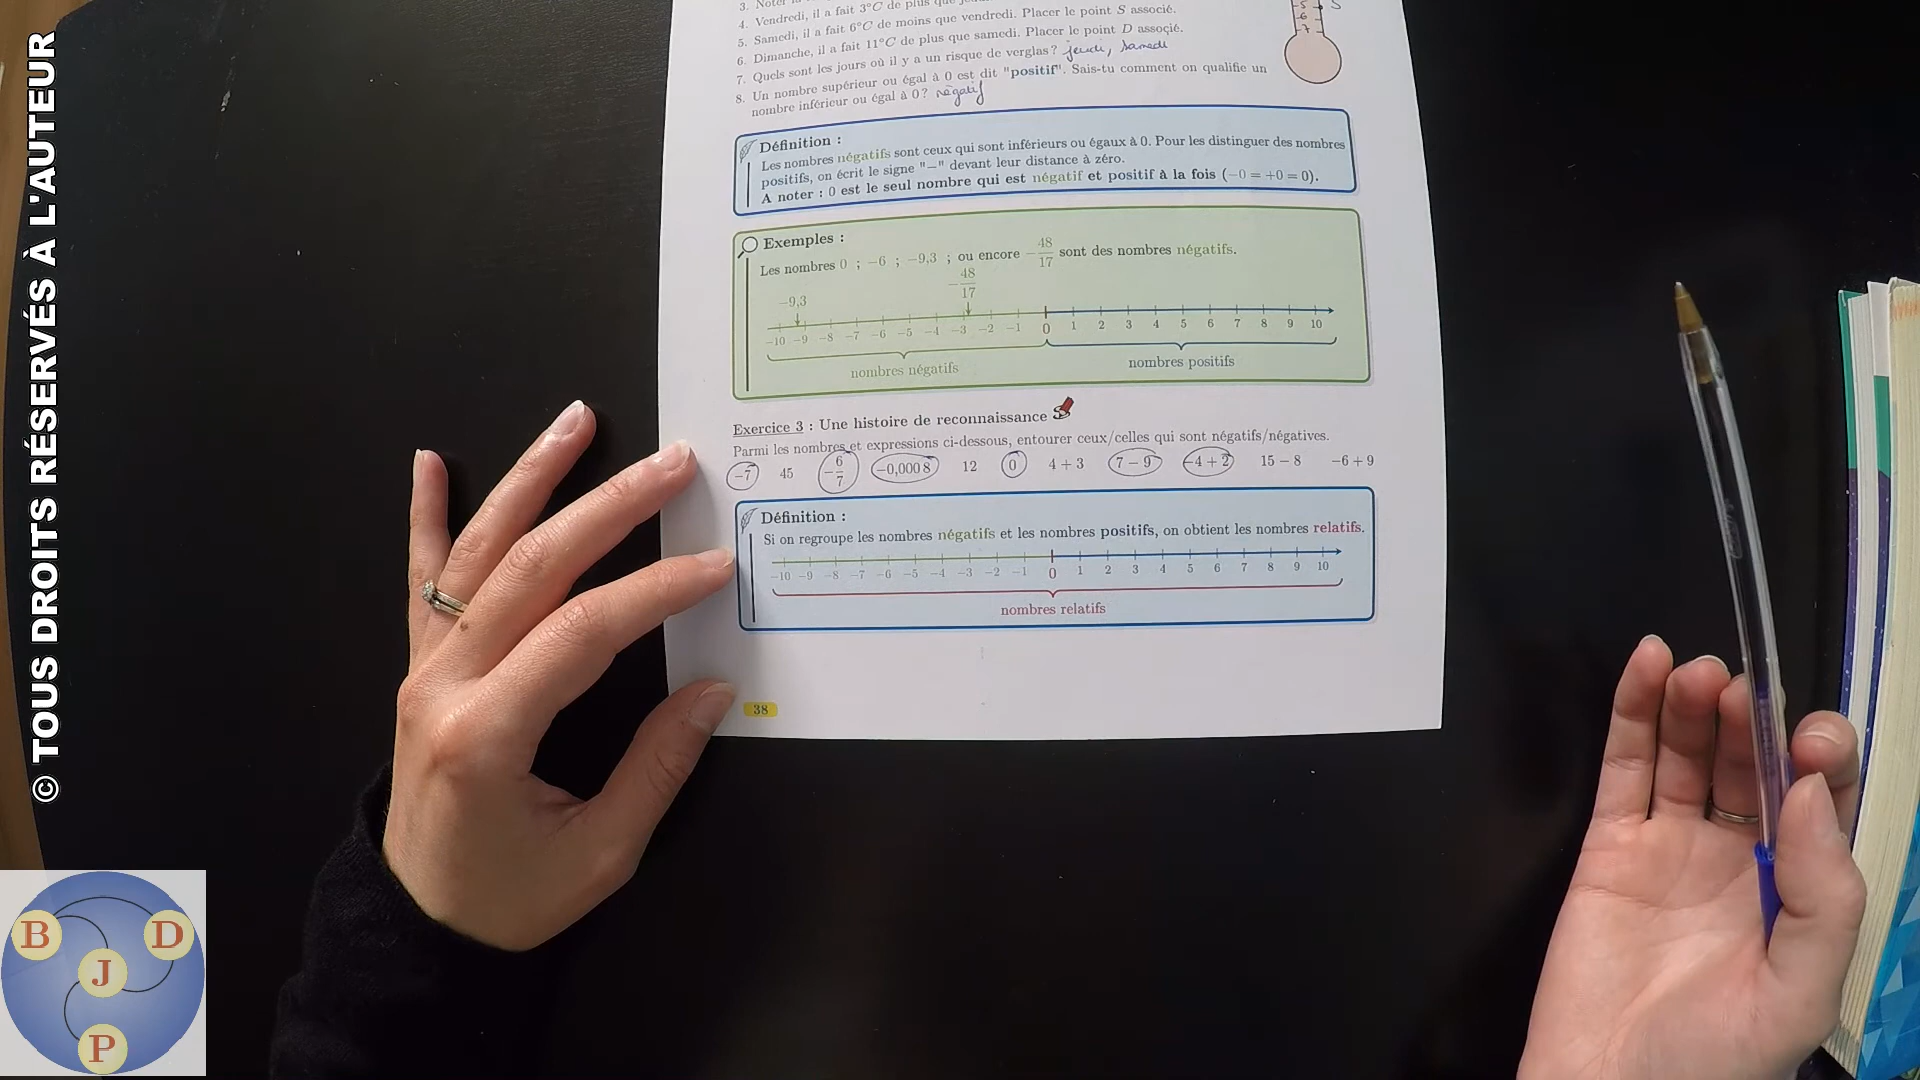 3. Noter
4. Vendredi, il a fait 3°C de plus que
5. Samedi, il a fait 6°C de moins que vendredi. Placer le point S associé.
6. Dimanche, il a fait 11°C de plus que samedi. Placer le point D associé.
7. Quels sont les jours où il y a un risque de verglas ? jeudi, samedi
8. Un nombre supérieur ou égal à 0 est dit "positif". Sais-tu comment on qualifie un
nombre inférieur ou égal à 0 ? négatif
-5 S
-6
-7
Définition :
Les nombres négatifs sont ceux qui sont inférieurs ou égaux à 0. Pour les distinguer des nombres
positifs, on écrit le signe "−" devant leur distance à zéro.
A noter : 0 est le seul nombre qui est négatif et positif à la fois (−0 = +0 = 0).
Exemples :
Les nombres 0 ; −6 ; −9,3 ; ou encore −48/17 sont des nombres négatifs.
−9,3 −48/17
−10 −9 −8 −7 −6 −5 −4 −3 −2 −1 0 1 2 3 4 5 6 7 8 9 10
nombres négatifs nombres positifs
Exercice 3 : Une histoire de reconnaissance
Parmi les nombres et expressions ci-dessous, entourer ceux/celles qui sont négatifs/négatives.
−7 45 −6/7 −0,000 8 12 0 4 + 3 7 − 9 −4 + 2 15 − 8 −6 + 9
Définition :
Si on regroupe les nombres négatifs et les nombres positifs, on obtient les nombres relatifs.
−10 −9 −8 −7 −6 −5 −4 −3 −2 −1 0 1 2 3 4 5 6 7 8 9 10
nombres relatifs
38
© TOUS DROITS RÉSERVÉS À L'AUTEUR
B D
J
P